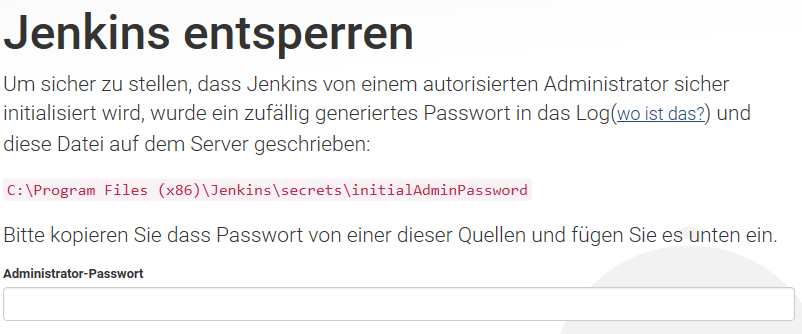 Jenkins entsperren
Um sicher zu stellen, dass Jenkins von einem autorisierten Administrator sicher
initialisiert wird, wurde ein zufällig generiertes Passwort in das Log(wo ist das?) und
diese Datei auf dem Server geschrieben:
C:\Program Files (x86)\Jenkins\secrets\initialAdminPassword
Bitte kopieren Sie dass Passwort von einer dieser Quellen und fügen Sie es unten ein.
Administrator-Passwort